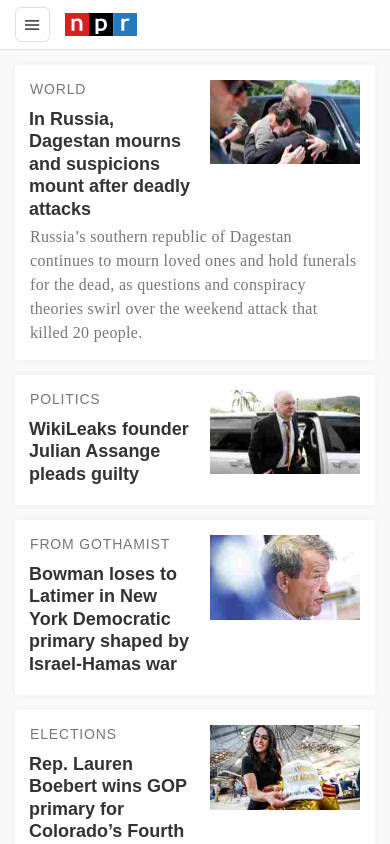 npr
WORLD
In Russia,
Dagestan mourns
and suspicions
mount after deadly
attacks
Russia’s southern republic of Dagestan
continues to mourn loved ones and hold funerals
for the dead, as questions and conspiracy
theories swirl over the weekend attack that
killed 20 people.
POLITICS
WikiLeaks founder
Julian Assange
pleads guilty
FROM GOTHAMIST
Bowman loses to
Latimer in New
York Democratic
primary shaped by
Israel-Hamas war
ELECTIONS
Rep. Lauren
Boebert wins GOP
primary for
Colorado’s Fourth